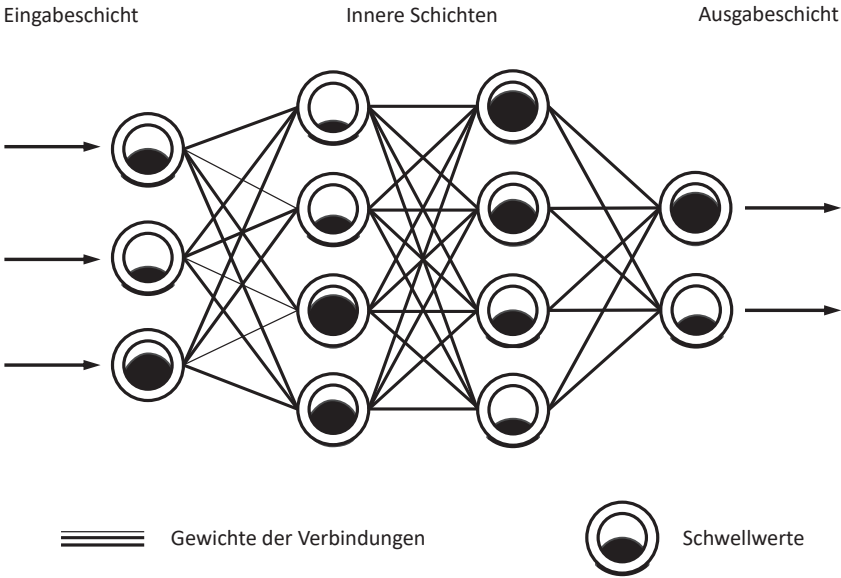 Eingabeschicht
Innere Schichten
Ausgabeschicht
Gewichte der Verbindungen
Schwellwerte